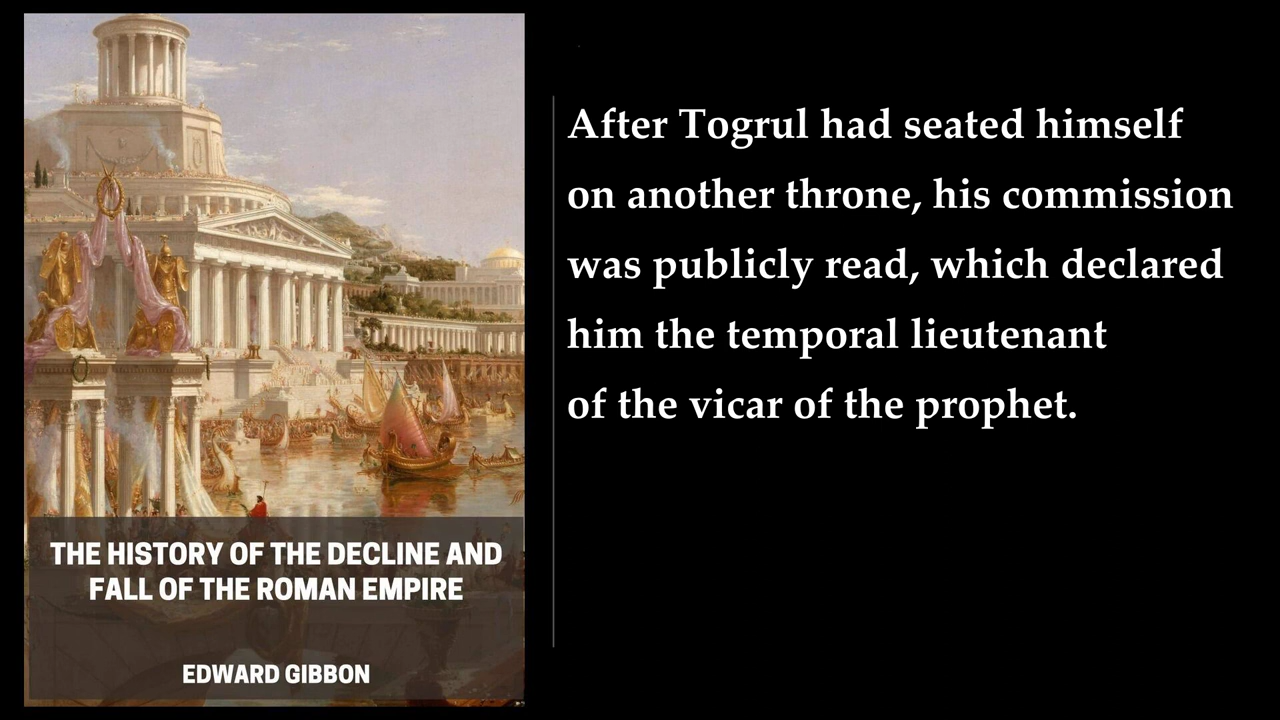 After Togrul had seated himself
on another throne, his commission
was publicly read, which declared
him the temporal lieutenant
of the vicar of the prophet.
THE HISTORY OF THE DECLINE AND
FALL OF THE ROMAN EMPIRE
EDWARD GIBBON